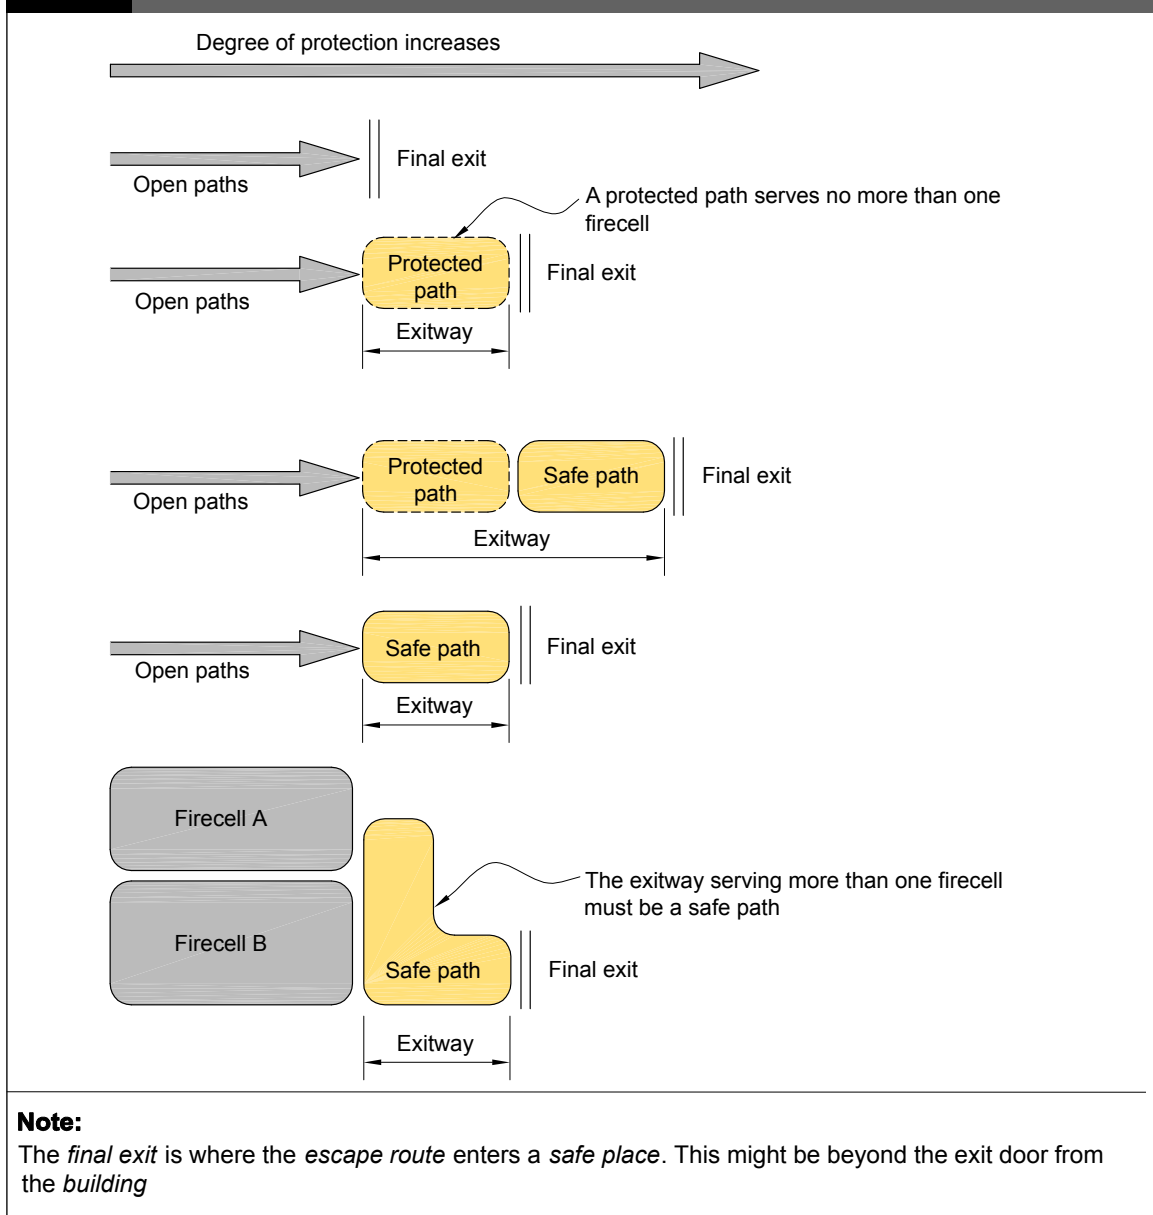 Degree of protection increases
Final exit
Open paths
A protected path serves no more than one
firecell
Protected
path
Final exit
Open paths
Exitway
Protected
path
Safe path
Final exit
Open paths
Exitway
Safe path
Final exit
Open paths
Exitway
Firecell A
The exitway serving more than one firecell
must be a safe path
Firecell B
Safe path
Final exit
Exitway
Note:
The final exit is where the escape route enters a safe place. This might be beyond the exit door from
the building